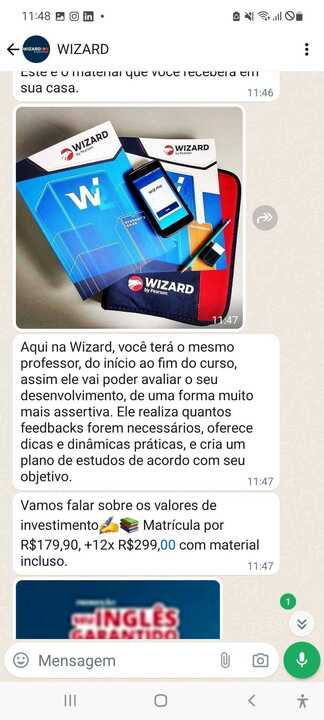 11:48
WIZARD
Este é o material que você receberá em
sua casa.
11:46
WIZARD
by Pearson
WIZARD
by Pearson
W
WIZARD
by Pearson
11:47
Aqui na Wizard, você terá o mesmo
professor, do início ao fim do curso,
assim ele vai poder avaliar o seu
desenvolvimento, de uma forma muito
mais assertiva. Ele realiza quantos
feedbacks forem necessários, oferece
dicas e dinâmicas práticas, e cria um
plano de estudos de acordo com seu
objetivo.
11:47
Vamos falar sobre os valores de
investimento✍️📚 Matrícula por
R$179,90, +12x R$299,00 com material
incluso.
11:47
PROMOÇÃO
SEU INGLÊS
GARANTIDO
1
Mensagem